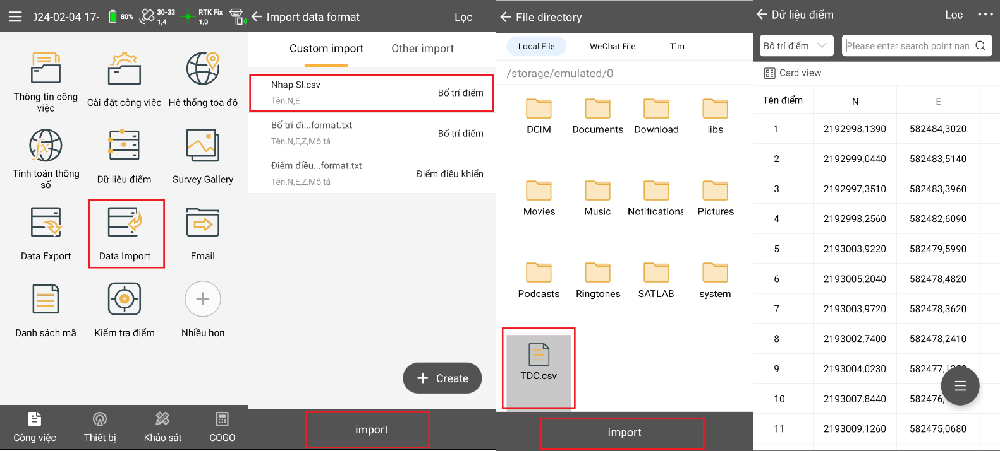 024-02-04 17-
80%
30-33
1,4
RTK Fix
1,0
Thông tin công
việc
Cài đặt công việc
Hệ thống tọa độ
Tính toán thông
số
Dữ liệu điểm
Survey Gallery
Data Export
Data Import
Email
Danh sách mã
Kiểm tra điểm
Nhiều hơn
Công việc
Thiết bị
Khảo sát
COGO
Import data format
Lọc
Custom import
Other import
Nhap Sl.csv
Tên,N,E
Bố trí điểm
Bố trí đi...format.txt
Tên,N,E,Z,Mô tả
Bố trí điểm
Điểm điều...format.txt
Tên,N,E,Z,Mô tả
Điểm điều khiển
Create
import
File directory
Local File
WeChat File
Tìm
/storage/emulated/0
DCIM
Documents
Download
libs
Movies
Music
Notifications
Pictures
Podcasts
Ringtones
SATLAB
system
TDC.csv
import
Dữ liệu điểm
Lọc
Bố trí điểm
Please enter search point nan
Card view
Tên điểm N E
1 2192998,1390 582484,3020
2 2192999,0440 582483,5140
3 2192997,3510 582483,3960
4 2192998,2560 582482,6090
5 2193003,9220 582479,5990
6 2193005,2040 582478,4820
7 2193003,9720 582478,3620
8 2193002,7400 582478,2410
9 2193004,0230 582477,1
10 2193007,8440 582476,
11 2193009,1260 582475,0680